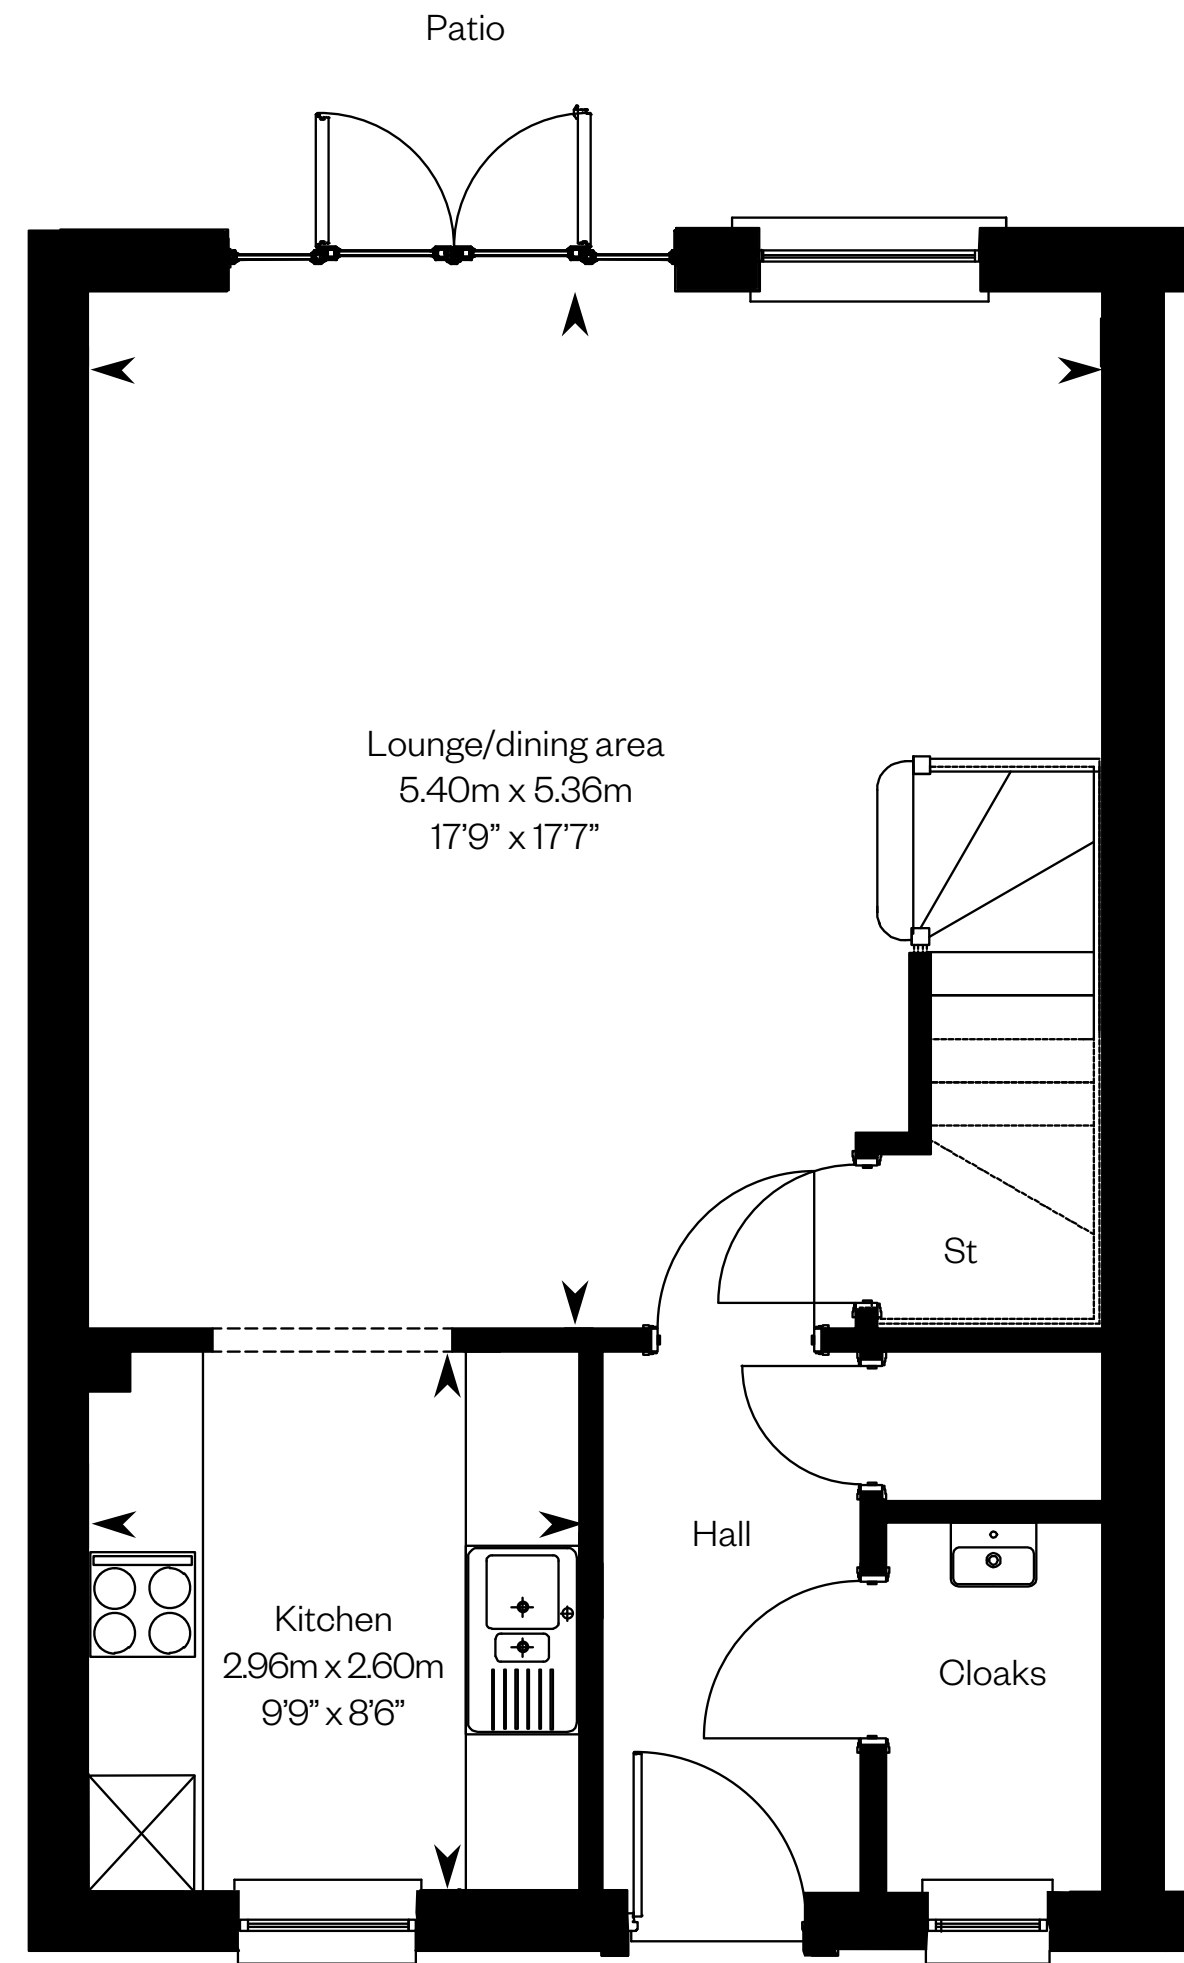 Patio
Lounge/dining area
5.40m x 5.36m
17’9” x 17’7”
St
Hall
Kitchen
2.96m x 2.60m
9’9” x 8’6”
Cloaks